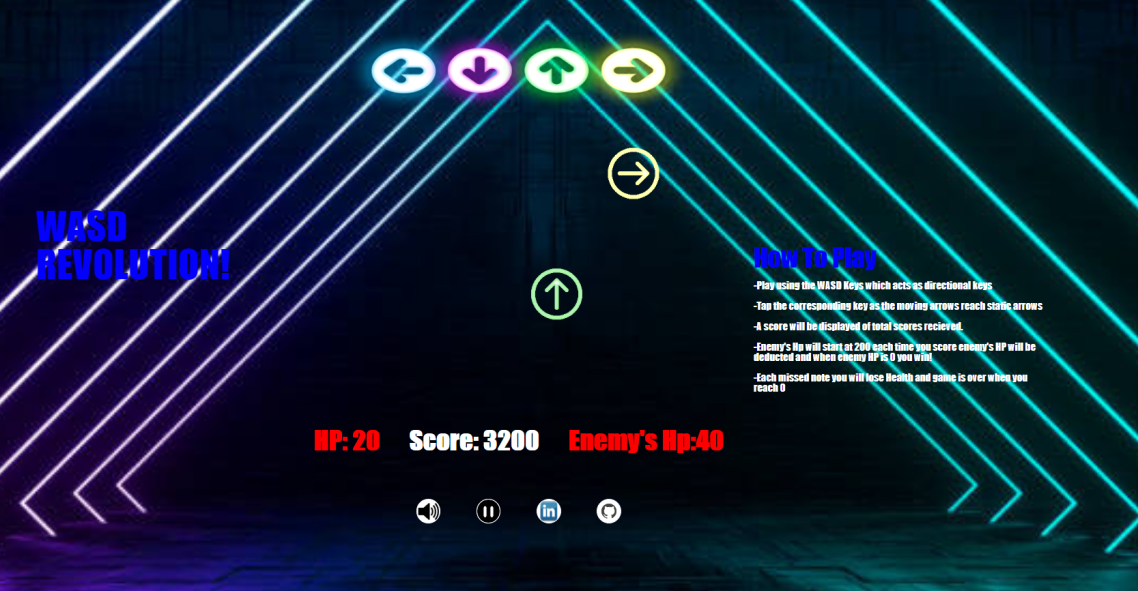 WASD
REVOLUTION!
How To Play
-Play using the WASD Keys which acts as directional keys
-Tap the corresponding key as the moving arrows reach static arrows
-A score will be displayed of total scores recieved.
-Enemy's Hp will start at 200 each time you score enemy's HP will be
deducted and when enemy HP is 0 you win!
-Each missed note you will lose Health and game is over when you
reach 0
HP: 20 Score: 3200 Enemy's Hp:40
in